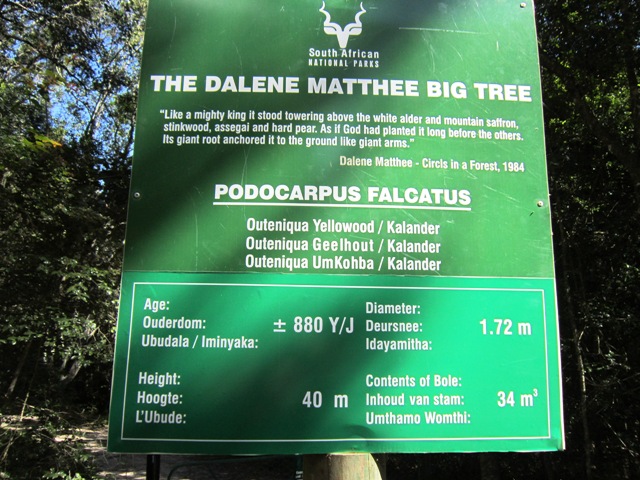 South African
NATIONAL PARKS
THE DALENE MATTHEE BIG TREE
"Like a mighty king it stood towering above the white alder and mountain saffron,
stinkwood, assegai and hard pear. As if God had planted it long before the others.
Its giant root anchored it to the ground like giant arms."
Dalene Matthee - Circls in a Forest, 1984
PODOCARPUS FALCATUS
Outeniqua Yellowood / Kalander
Outeniqua Geelhout / Kalander
Outeniqua UmKohba / Kalander
Age:
Ouderdom: ± 880 Y/J
Ubudala / Iminyaka:
Diameter:
Deursnee: 1.72 m
Idayamitha:
Height:
Hoogte: 40 m
L'Ubude:
Contents of Bole:
Inhoud van stam: 34 m³
Umthamo Womthi: